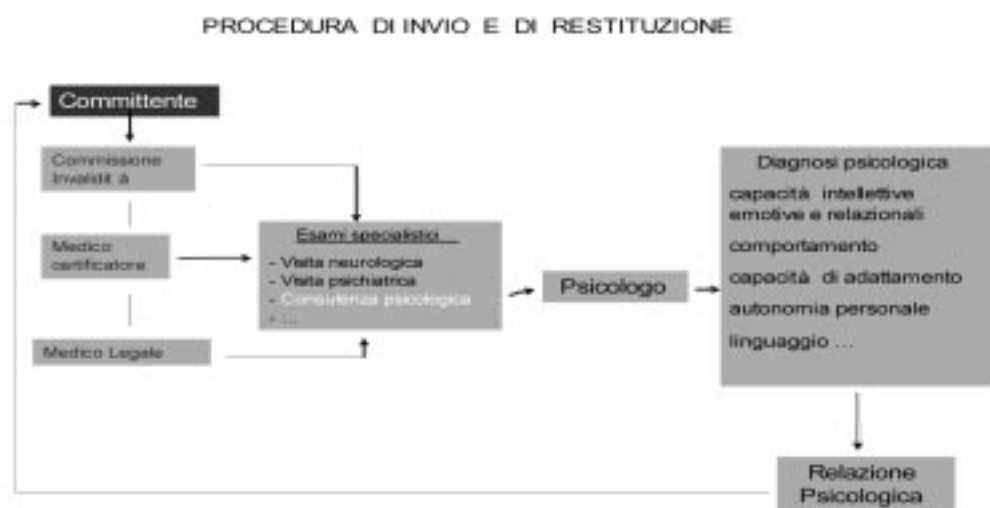 PROCEDURA DI INVIO E DI RESTITUZIONE
Committente
Commissione
Invalidit à
Medico
certificatore
Medico Legale
Esami specialistici
- Visita neurologica
- Visita psichiatrica
- Consulenza psicologica
- ...
Psicologo
Diagnosi psicologica
capacità intellettive
emotive e relazionali
comportamento
capacità di adattamento
autonomia personale
linguaggio ...
Relazione
Psicologica